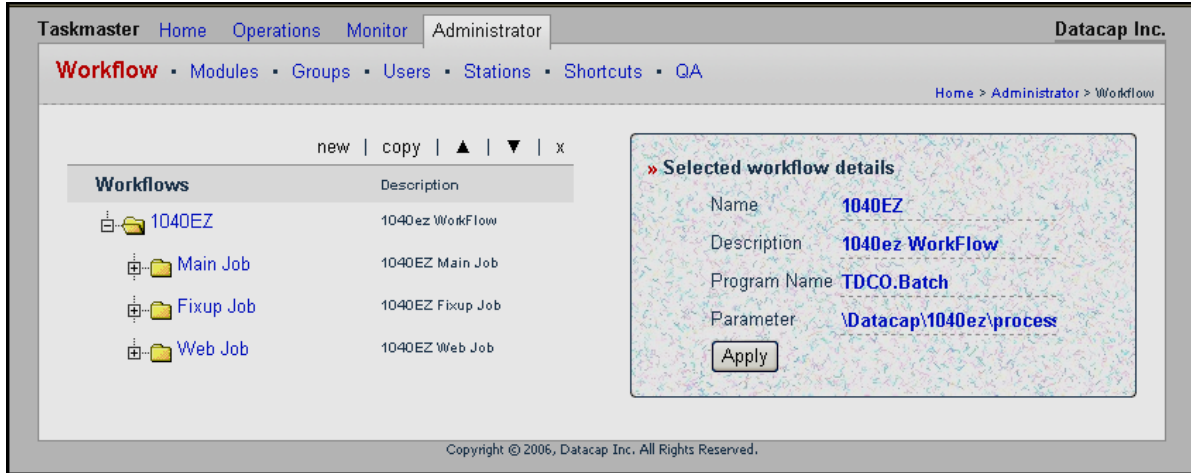 Taskmaster Home Operations Monitor Administrator Datacap Inc.
Workflow ▪ Modules ▪ Groups ▪ Users ▪ Stations ▪ Shortcuts ▪ QA
Home > Administrator > Workflow
new | copy | ▲ | ▼ | x
Workflows Description
1040EZ 1040ez WorkFlow
Main Job 1040EZ Main Job
Fixup Job 1040EZ Fixup Job
Web Job 1040EZ Web Job
» Selected workflow details
Name 1040EZ
Description 1040ez WorkFlow
Program Name TDCO.Batch
Parameter \Datacap\1040ez\process
Apply
Copyright © 2006, Datacap Inc. All Rights Reserved.